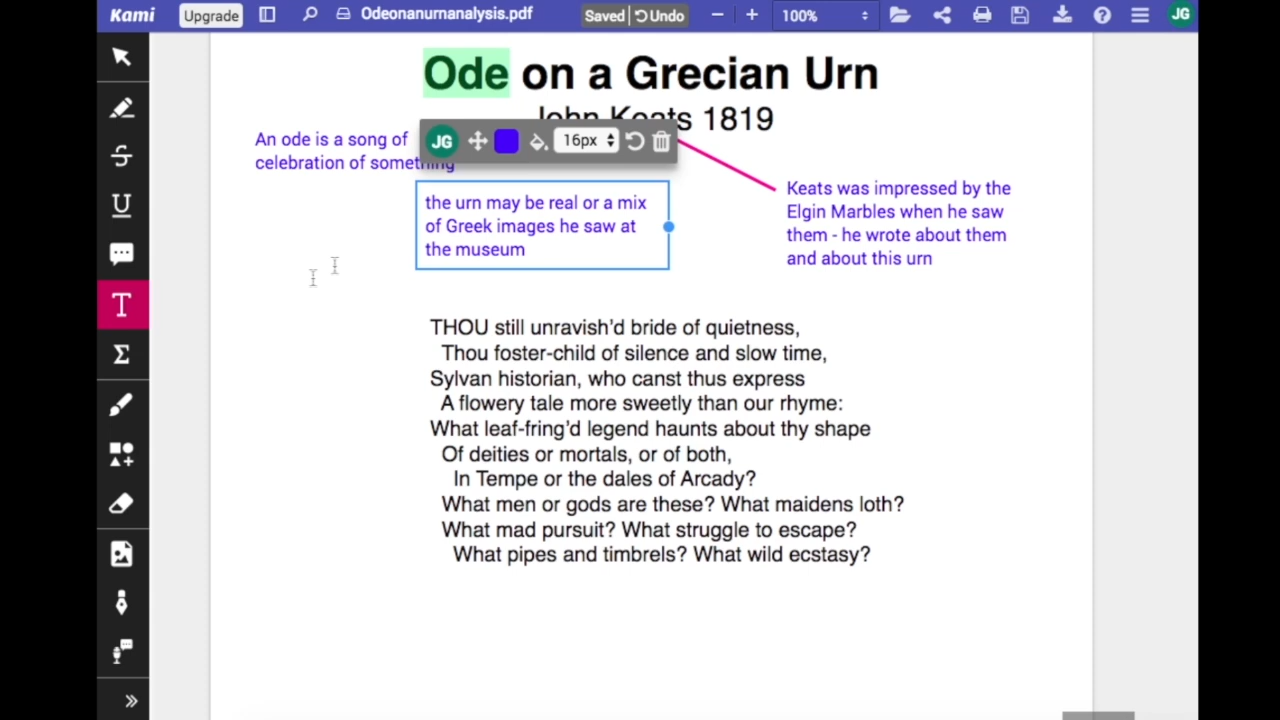 Kami Upgrade Odeonanurnanalysis.pdf Saved Undo 100% JG
Ode on a Grecian Urn
John Keats 1819
An ode is a song of
celebration of something
JG 16px
the urn may be real or a mix
of Greek images he saw at
the museum
Keats was impressed by the
Elgin Marbles when he saw
them - he wrote about them
and about this urn
THOU still unravish’d bride of quietness,
Thou foster-child of silence and slow time,
Sylvan historian, who canst thus express
A flowery tale more sweetly than our rhyme:
What leaf-fring’d legend haunts about thy shape
Of deities or mortals, or of both,
In Tempe or the dales of Arcady?
What men or gods are these? What maidens loth?
What mad pursuit? What struggle to escape?
What pipes and timbrels? What wild ecstasy?